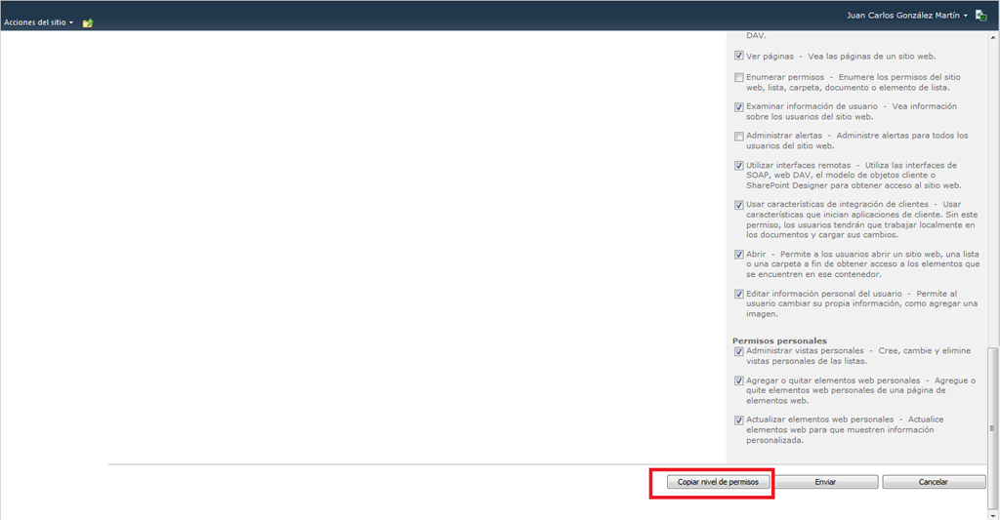 Acciones del sitio
Juan Carlos González Martín
DAV.
Ver páginas - Vea las páginas de un sitio web.
Enumerar permisos - Enumere los permisos del sitio
web, lista, carpeta, documento o elemento de lista.
Examinar información de usuario - Vea información
sobre los usuarios del sitio web.
Administrar alertas - Administre alertas para todos los
usuarios del sitio web.
Utilizar interfaces remotas - Utiliza las interfaces de
SOAP, web DAV, el modelo de objetos cliente o
SharePoint Designer para obtener acceso al sitio web.
Usar características de integración de clientes - Usar
características que inician aplicaciones de cliente. Sin este
permiso, los usuarios tendrán que trabajar localmente en
los documentos y cargar sus cambios.
Abrir - Permite a los usuarios abrir un sitio web, una lista
o una carpeta a fin de obtener acceso a los elementos que
se encuentren en ese contenedor.
Editar información personal del usuario - Permite al
usuario cambiar su propia información, como agregar una
imagen.
Permisos personales
Administrar vistas personales - Cree, cambie y elimine
vistas personales de las listas.
Agregar o quitar elementos web personales - Agregue o
quite elementos web personales de una página de
elementos web.
Actualizar elementos web personales - Actualice
elementos web para que muestren información
personalizada.
Copiar nivel de permisos
Enviar
Cancelar